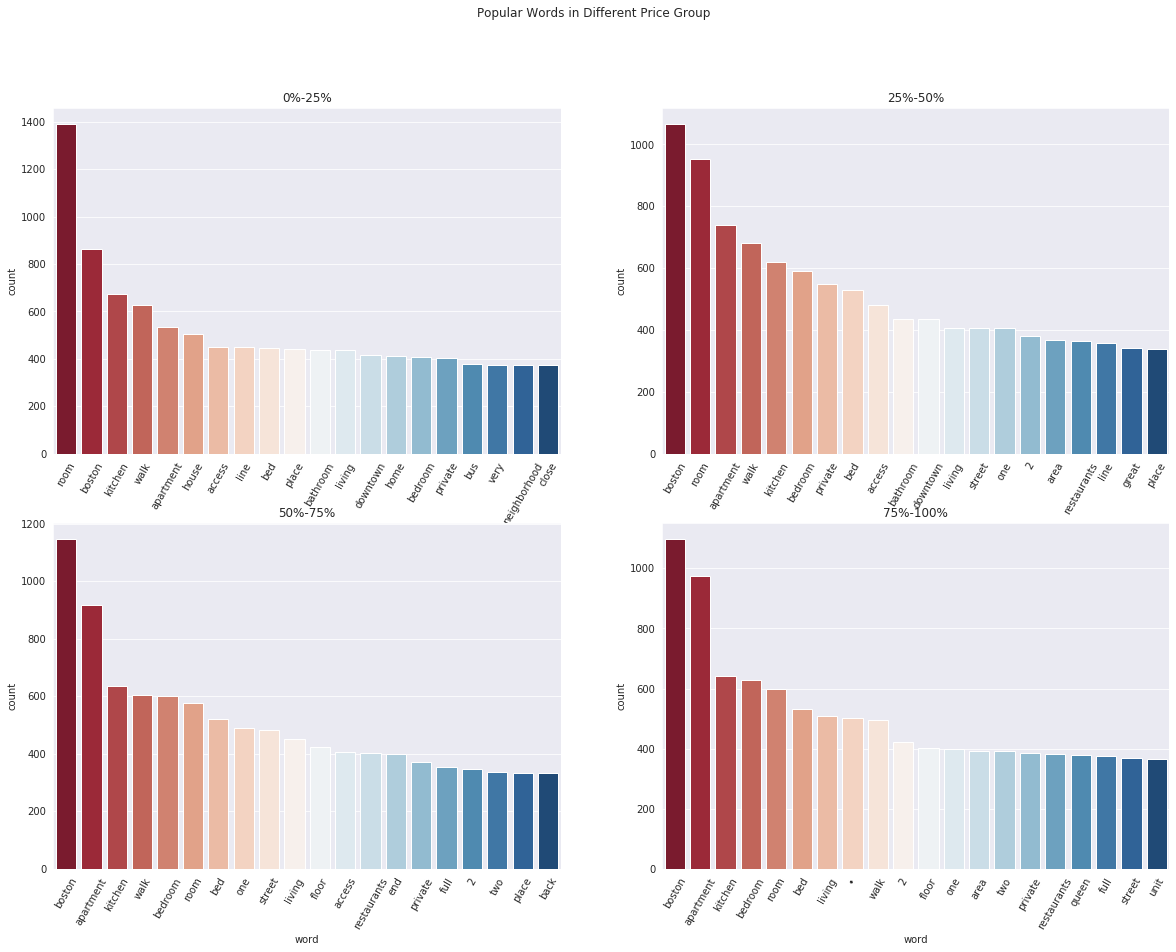 Popular Words in Different Price Group
0%-25%
1400
1200
1000
800
600
400
200
0
count
room
boston
kitchen
walk
apartment
house
access
line
bed
place
bathroom
living
downtown
home
bedroom
private
bus
very
neighborhood
close
25%-50%
1000
800
600
400
200
0
count
boston
room
apartment
walk
kitchen
bedroom
private
bed
access
bathroom
downtown
living
street
one
2
area
restaurants
line
great
place
50%-75%
1200
1000
800
600
400
200
0
count
boston
apartment
kitchen
walk
bedroom
room
bed
one
street
living
floor
access
restaurants
end
private
full
2
two
place
back
word
75%-100%
1000
800
600
400
200
0
count
boston
apartment
kitchen
bedroom
room
bed
living
•
walk
2
floor
one
area
two
private
restaurants
queen
full
street
unit
word